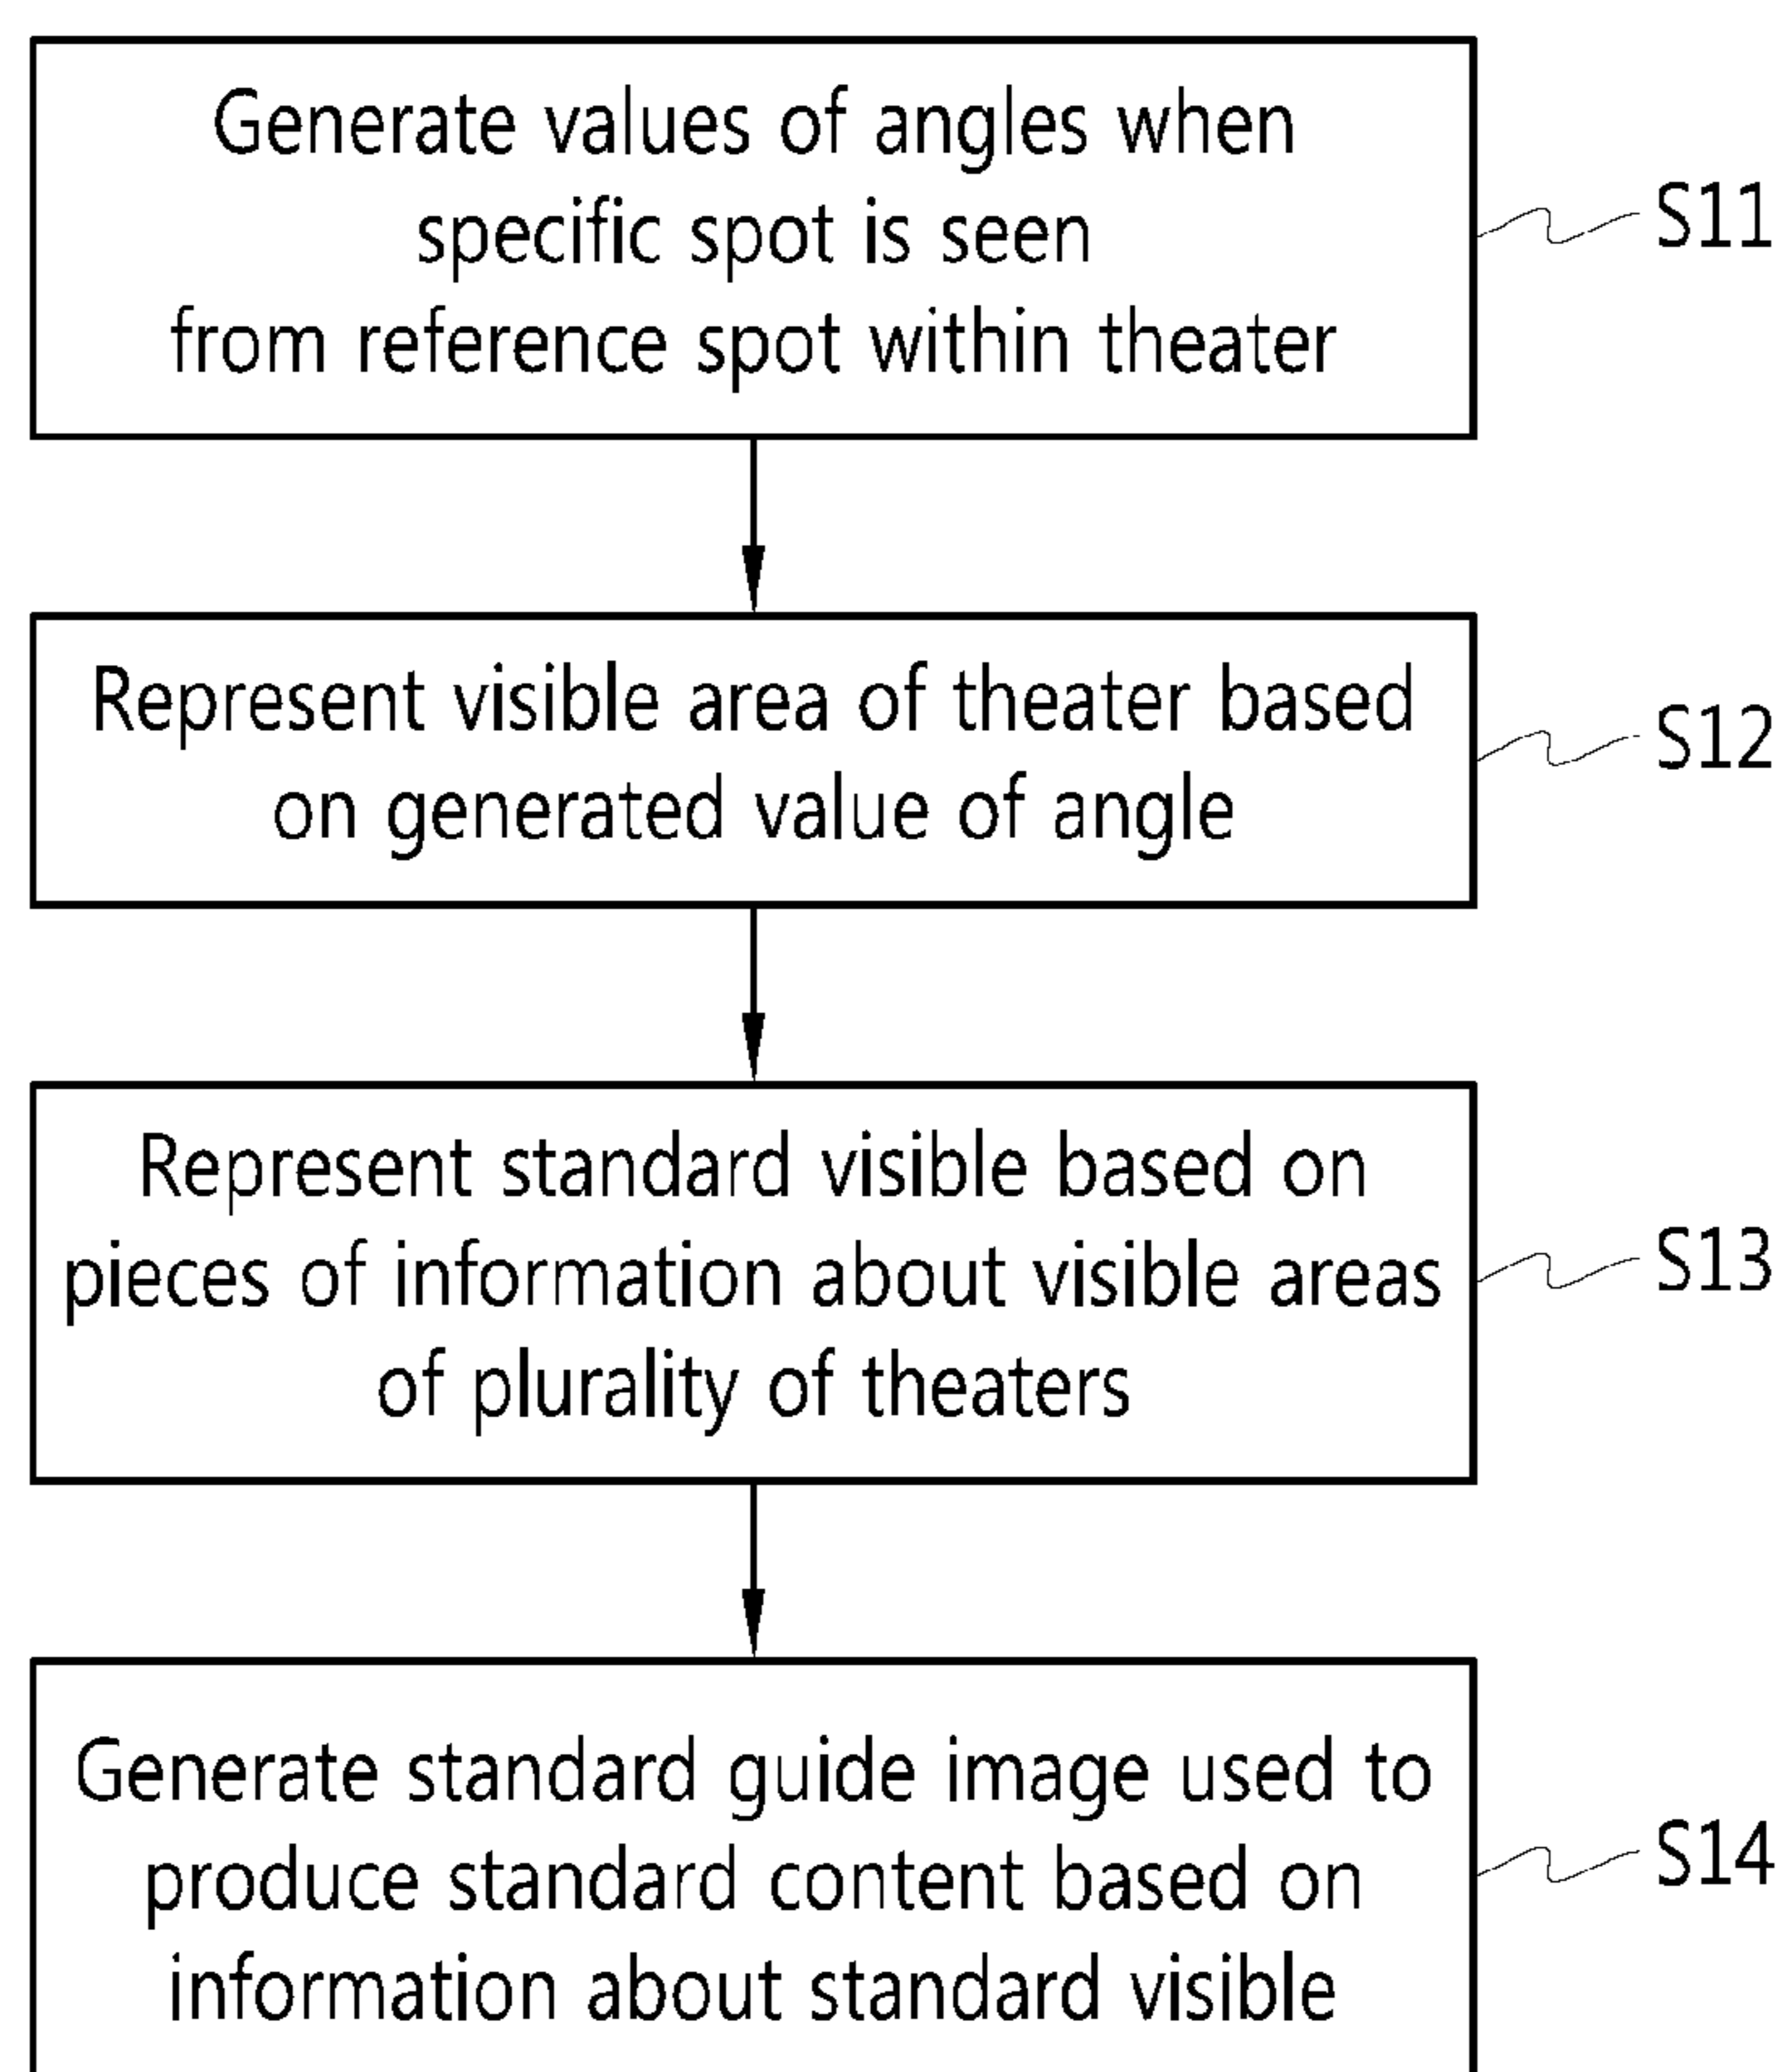 Generate values of angles when
specific spot is seen
from reference spot within theater
S11
Represent visible area of theater based
on generated value of angle
S12
Represent standard visible based on
pieces of information about visible areas
of plurality of theaters
S13
Generate standard guide image used to
produce standard content based on
information about standard visible
S14